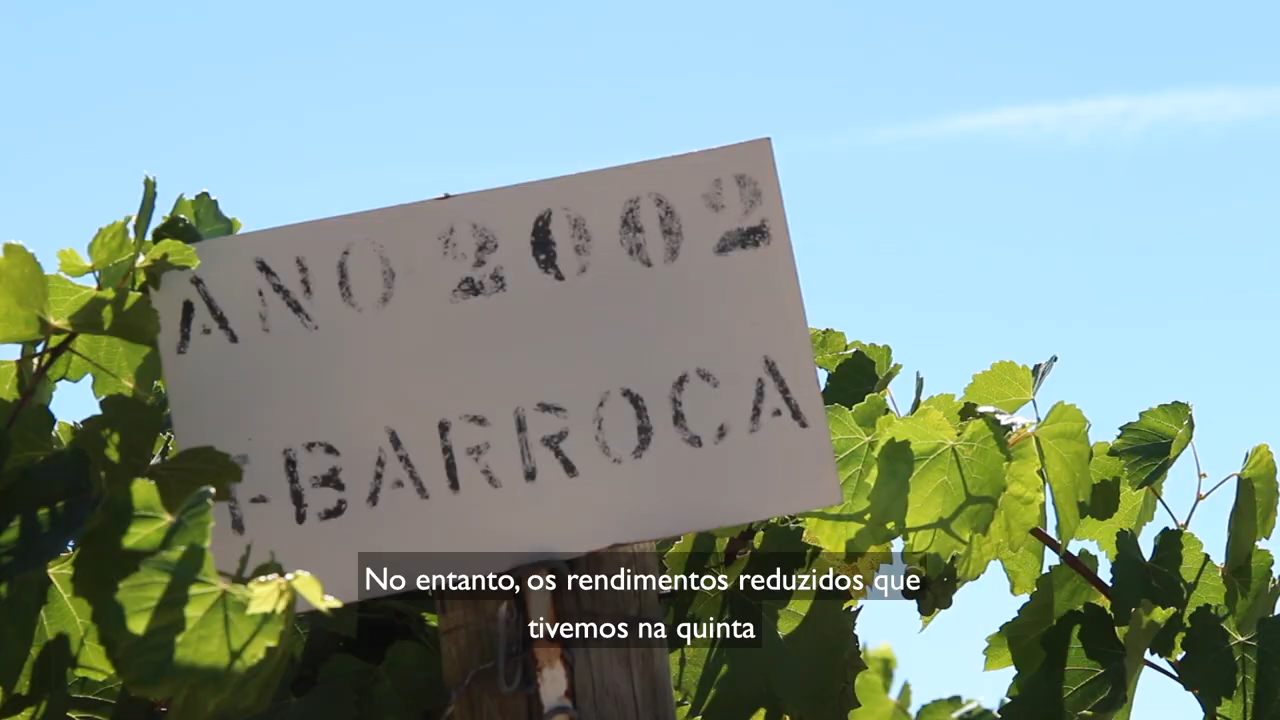 ANO 2002
T-BARROCA
No entanto, os rendimentos reduzidos que
tivemos na quinta